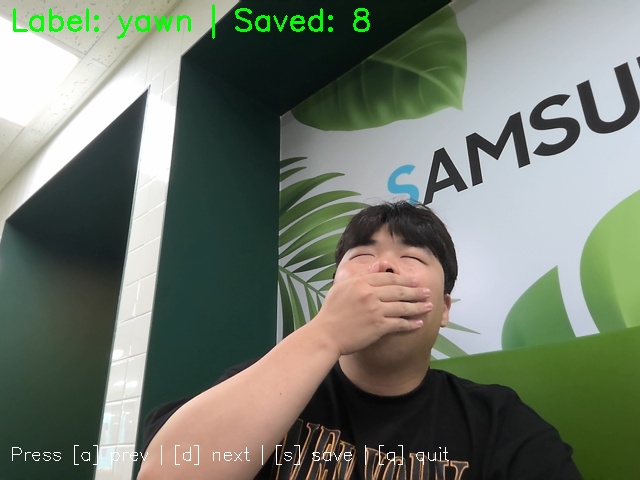 Label: yawn | Saved: 8
SAMSU
Press [a] prev | [d] next | [s] save | [q] quit